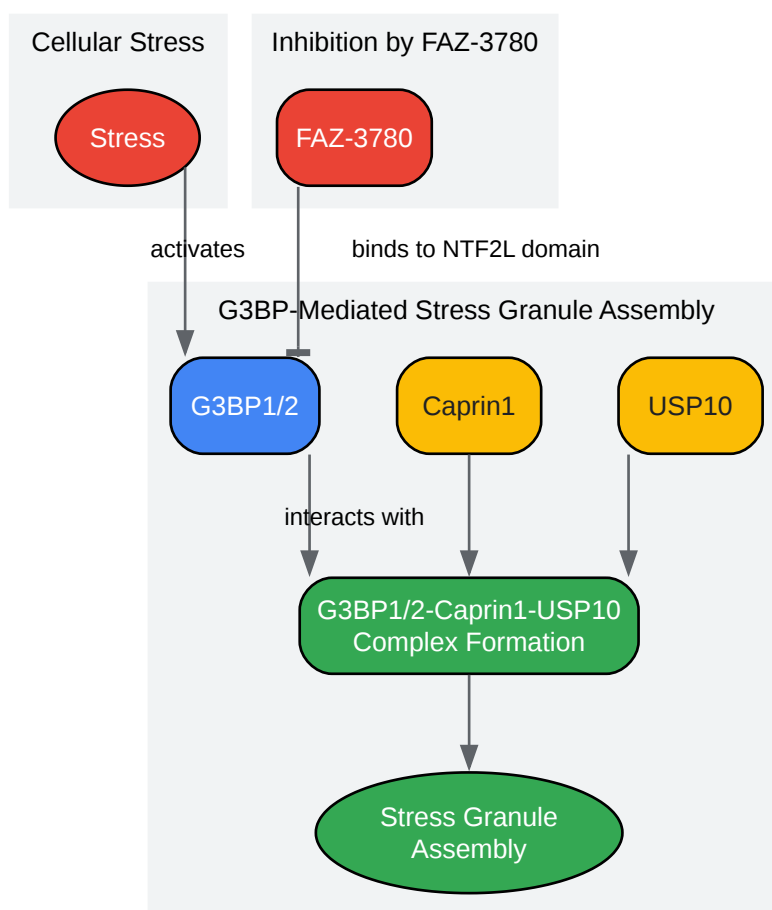 Cellular Stress
Inhibition by FAZ-3780
Stress
FAZ-3780
activates
binds to NTF2L domain
G3BP-Mediated Stress Granule Assembly
G3BP1/2
Caprin1
USP10
interacts with
G3BP1/2-Caprin1-USP10
Complex Formation
Stress Granule
Assembly